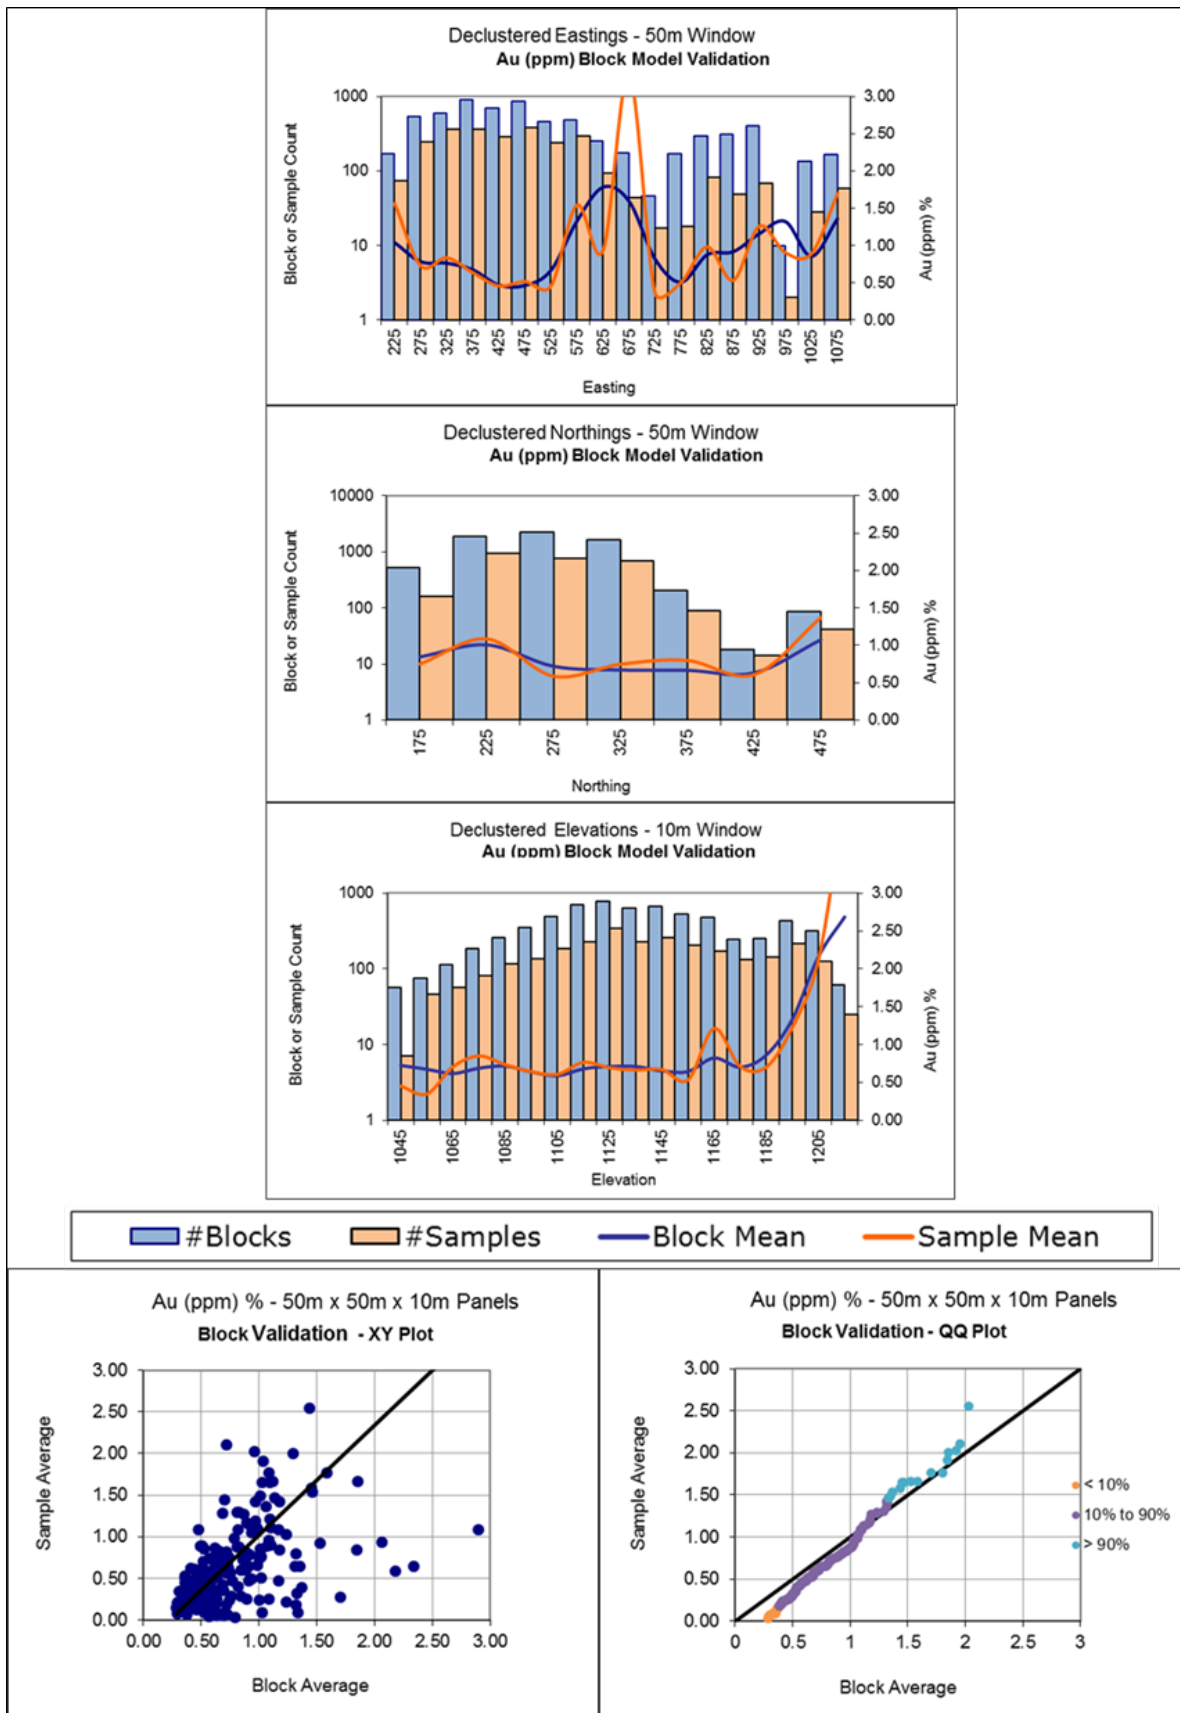 Declustered Eastings - 50m Window
Au (ppm) Block Model Validation
1000
100
10
1
Block or Sample Count
3.00
2.50
2.00
1.50
1.00
0.50
0.00
Au (ppm) %
225 275 325 375 425 475 525 575 625 675 725 775 825 875 925 975 1025 1075
Easting
Declustered Northings - 50m Window
Au (ppm) Block Model Validation
10000
1000
100
10
1
Block or Sample Count
3.00
2.50
2.00
1.50
1.00
0.50
0.00
Au (ppm) %
175 225 275 325 375 425 475
Northing
Declustered Elevations - 10m Window
Au (ppm) Block Model Validation
1000
100
10
1
Block or Sample Count
3.00
2.50
2.00
1.50
1.00
0.50
0.00
Au (ppm) %
1045 1065 1085 1105 1125 1145 1165 1185 1205
Elevation
#Blocks #Samples Block Mean Sample Mean
Au (ppm) % - 50m x 50m x 10m Panels
Block Validation - XY Plot
3.00
2.50
2.00
1.50
1.00
0.50
0.00
Sample Average
0.00 0.50 1.00 1.50 2.00 2.50 3.00
Block Average
Au (ppm) % - 50m x 50m x 10m Panels
Block Validation - QQ Plot
3.00
2.50
2.00
1.50
1.00
0.50
0.00
Sample Average
0 0.5 1 1.5 2 2.5 3
Block Average
< 10%
10% to 90%
> 90%